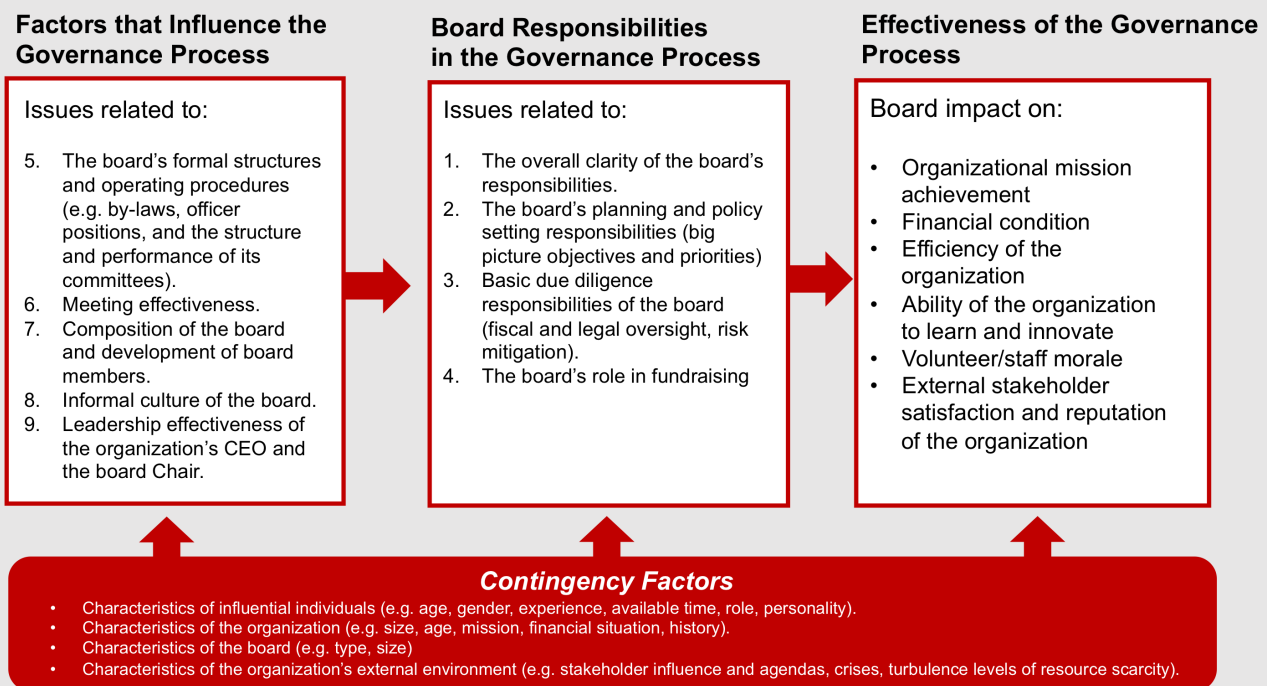 Factors that Influence the
Governance Process
Issues related to:
5. The board’s formal structures
and operating procedures
(e.g. by-laws, officer
positions, and the structure
and performance of its
committees).
6. Meeting effectiveness.
7. Composition of the board
and development of board
members.
8. Informal culture of the board.
9. Leadership effectiveness of
the organization’s CEO and
the board Chair.
Board Responsibilities
in the Governance Process
Issues related to:
1. The overall clarity of the board’s
responsibilities.
2. The board’s planning and policy
setting responsibilities (big
picture objectives and priorities)
3. Basic due diligence
responsibilities of the board
(fiscal and legal oversight, risk
mitigation).
4. The board’s role in fundraising
Effectiveness of the Governance
Process
Board impact on:
• Organizational mission
achievement
• Financial condition
• Efficiency of the
organization
• Ability of the organization
to learn and innovate
• Volunteer/staff morale
• External stakeholder
satisfaction and reputation
of the organization
Contingency Factors
• Characteristics of influential individuals (e.g. age, gender, experience, available time, role, personality).
• Characteristics of the organization (e.g. size, age, mission, financial situation, history).
• Characteristics of the board (e.g. type, size)
• Characteristics of the organization’s external environment (e.g. stakeholder influence and agendas, crises, turbulence levels of resource scarcity).